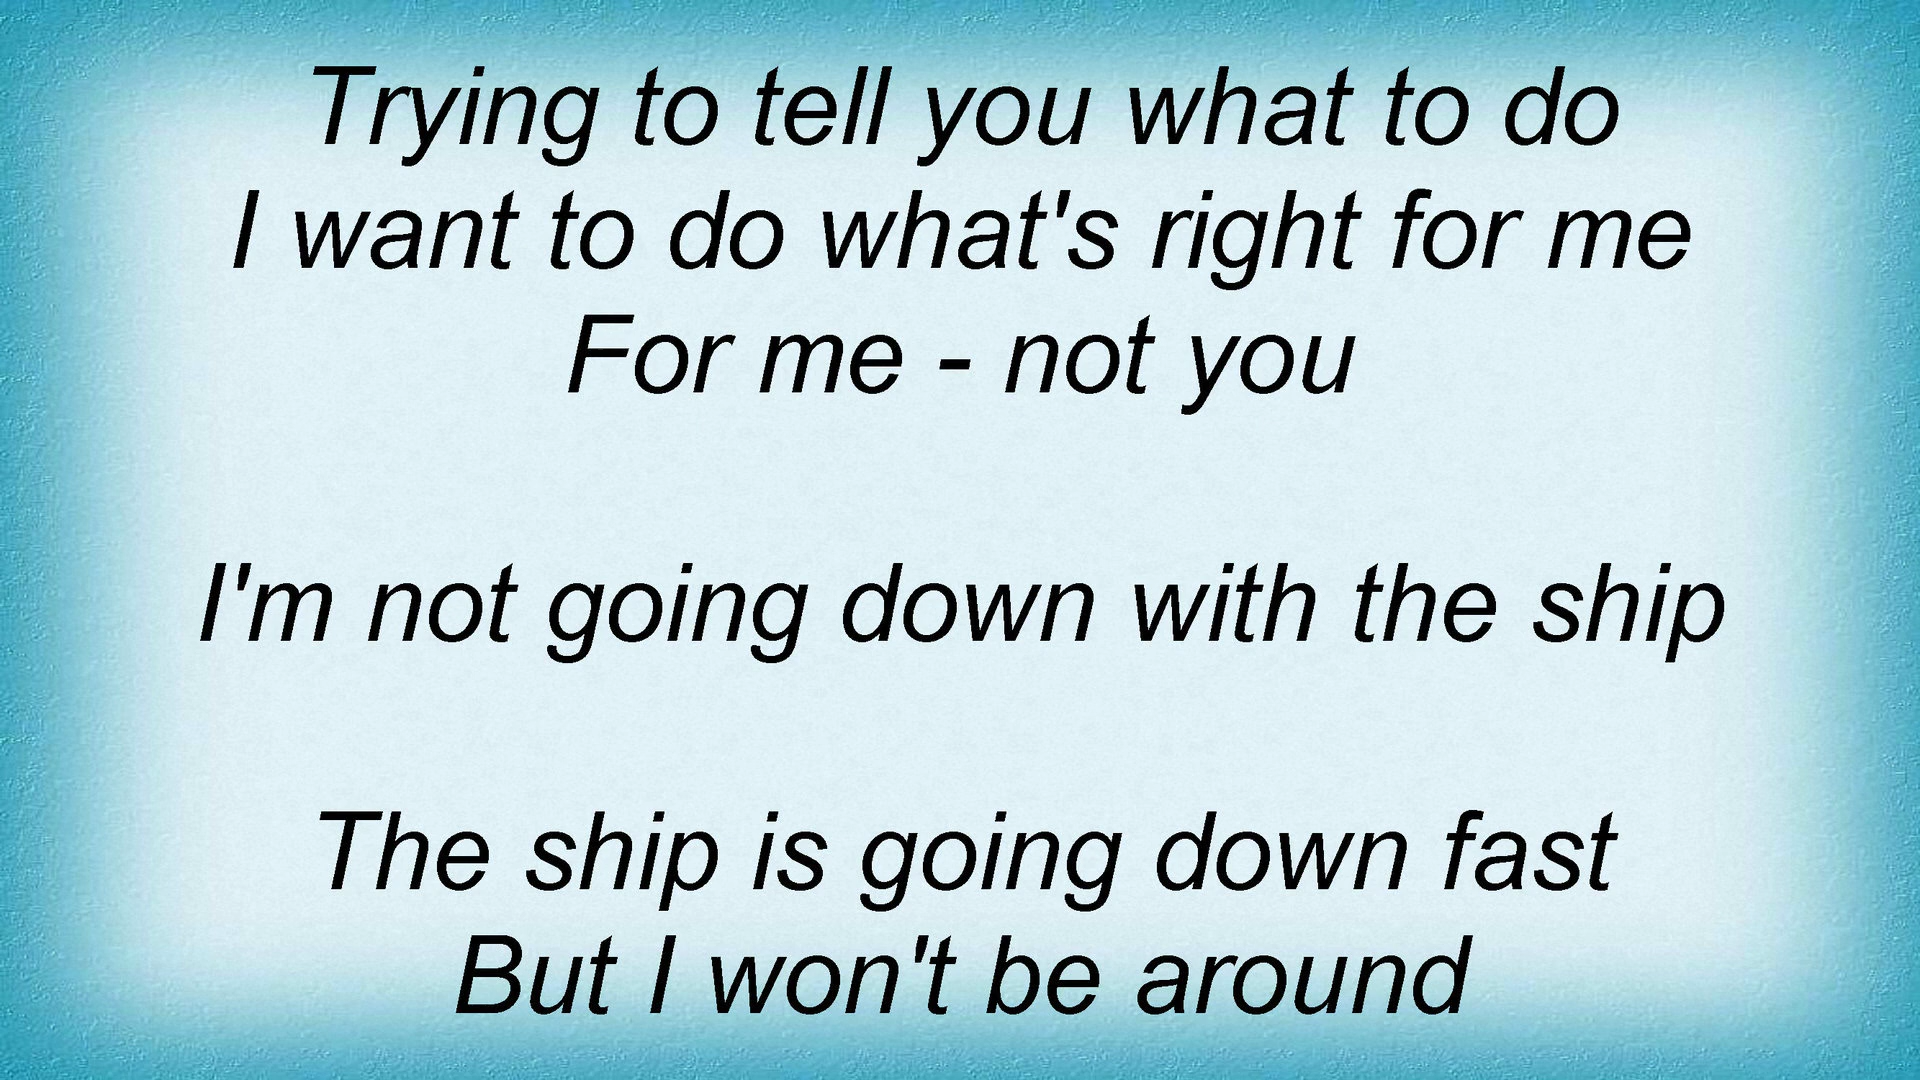 Trying to tell you what to do
I want to do what's right for me
For me - not you
I'm not going down with the ship
The ship is going down fast
But I won't be around